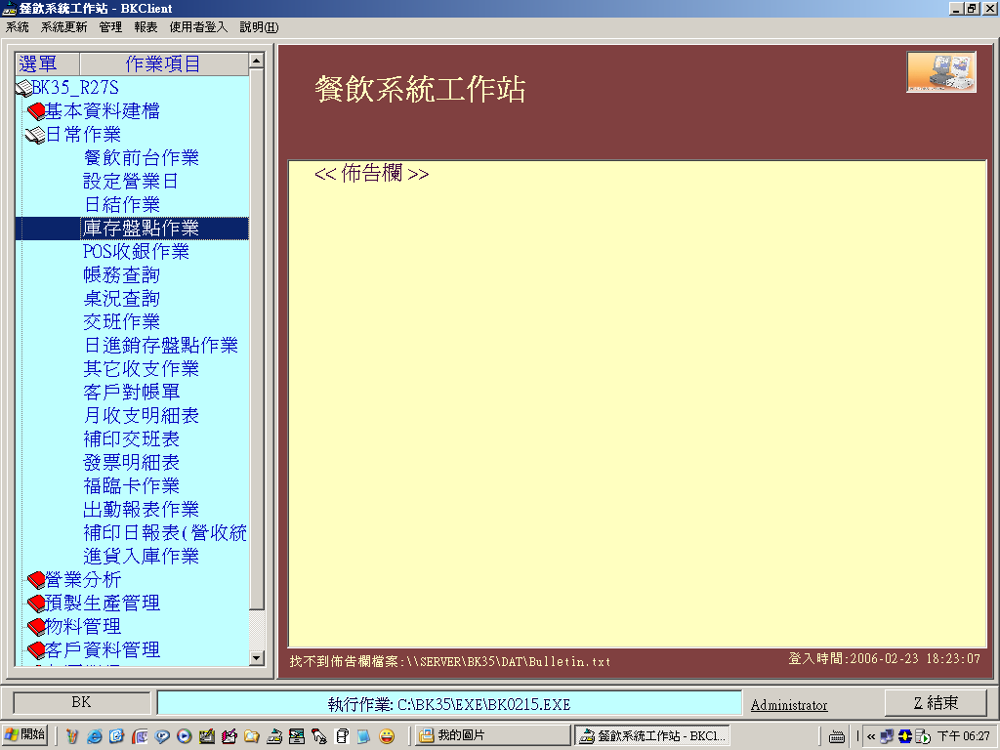 餐飲系統工作站 - BKClient
系統 系統更新 管理 報表 使用者登入 說明(H)
選單 作業項目
BK35_R27S
基本資料建檔
日常作業
餐飲前台作業
設定營業日
日結作業
庫存盤點作業
POS收銀作業
帳務查詢
桌況查詢
交班作業
日進銷存盤點作業
其它收支作業
客戶對帳單
月收支明細表
補印交班表
發票明細表
福臨卡作業
出勤報表作業
補印日報表(營收統
進貨入庫作業
營業分析
預製生產管理
物料管理
客戶資料管理
餐飲系統工作站
<< 佈告欄 >>
找不到佈告欄檔案:\\SERVER\BK35\DAT\Bulletin.txt
登入時間:2006-02-23 18:23:07
BK
執行作業: C:\BK35\EXE\BK0215.EXE
Administrator
Z 結束
開始
我的圖片
餐飲系統工作站 - BKCl...
下午 06:27